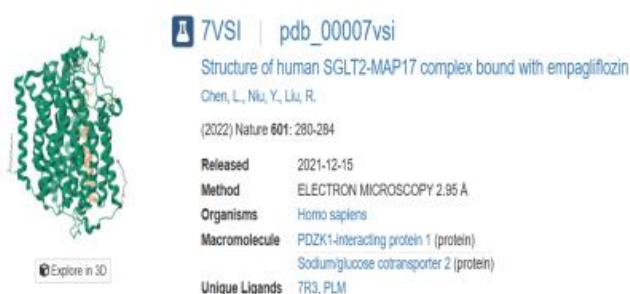 7VSI | pdb_00007vsi
Structure of human SGLT2-MAP17 complex bound with empagliflozin
Chen, L., Niu, Y., Liu, R.
(2022) Nature 601: 280-284
Released 2021-12-15
Method ELECTRON MICROSCOPY 2.95 Å
Organisms Homo sapiens
Macromolecule PDZK1-interacting protein 1 (protein)
Sodium/glucose cotransporter 2 (protein)
Explore in 3D
Unique Ligands 7R3, PLM